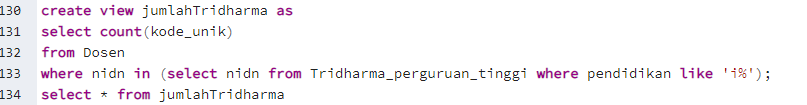 130 create view jumlahTridharma as
131 select count(kode_unik)
132 from Dosen
133 where nidn in (select nidn from Tridharma_perguruan_tinggi where pendidikan like 'i%');
134 select * from jumlahTridharma